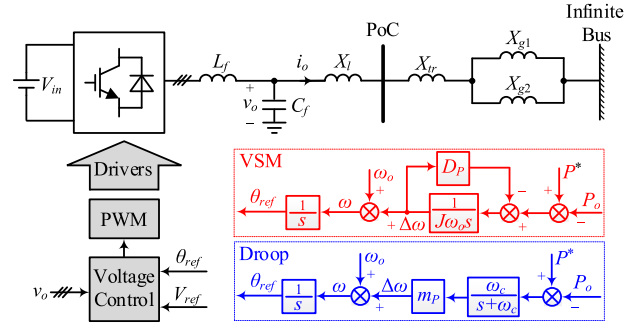 Infinite
Bus
PoC
V_in
L_f
+
v_o
−
C_f
i_o
X_l
X_tr
X_g1
X_g2
Drivers
PWM
Voltage
Control
v_o
θ_ref
V_ref
VSM
θ_ref
1/s
ω
ω_o
+
+
Δω
D_P
1/(Jω_o s)
−
+
P*
+
P_o
−
Droop
θ_ref
1/s
ω
ω_o
+
+
Δω
m_P
ω_c/(s+ω_c)
P*
+
P_o
−